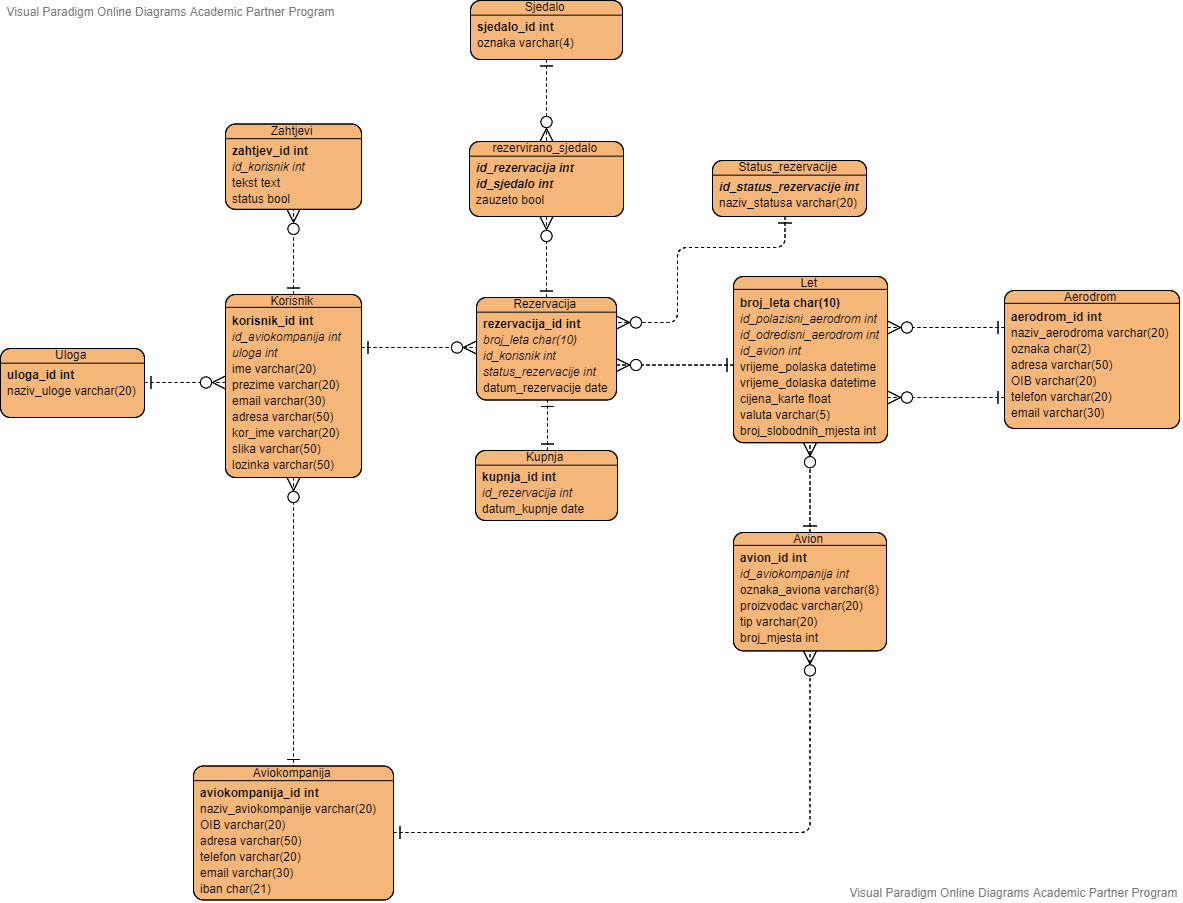 Visual Paradigm Online Diagrams Academic Partner Program
Sjedalo
sjedalo_id int
oznaka varchar(4)
Zahtjevi
zahtjev_id int
id_korisnik int
tekst text
status bool
rezervirano_sjedalo
id_rezervacija int
id_sjedalo int
zauzeto bool
Status_rezervacije
id_status_rezervacije int
naziv_statusa varchar(20)
Uloga
uloga_id int
naziv_uloge varchar(20)
Korisnik
korisnik_id int
id_aviokompanija int
uloga int
ime varchar(20)
prezime varchar(20)
email varchar(30)
adresa varchar(50)
kor_ime varchar(20)
slika varchar(50)
lozinka varchar(50)
Rezervacija
rezervacija_id int
broj_leta char(10)
id_korisnik int
status_rezervacije int
datum_rezervacije date
Let
broj_leta char(10)
id_polazisni_aerodrom int
id_odredisni_aerodrom int
id_avion int
vrijeme_polaska datetime
vrijeme_dolaska datetime
cijena_karte float
valuta varchar(5)
broj_slobodnih_mjesta int
Aerodrom
aerodrom_id int
naziv_aerodroma varchar(20)
oznaka char(2)
adresa varchar(50)
OIB varchar(20)
telefon varchar(20)
email varchar(30)
Kupnja
kupnja_id int
id_rezervacija int
datum_kupnje date
Avion
avion_id int
id_aviokompanija int
oznaka_aviona varchar(8)
proizvodac varchar(20)
tip varchar(20)
broj_mjesta int
Aviokompanija
aviokompanija_id int
naziv_aviokompanije varchar(20)
OIB varchar(20)
adresa varchar(50)
telefon varchar(20)
email varchar(30)
iban char(21)
Visual Paradigm Online Diagrams Academic Partner Program